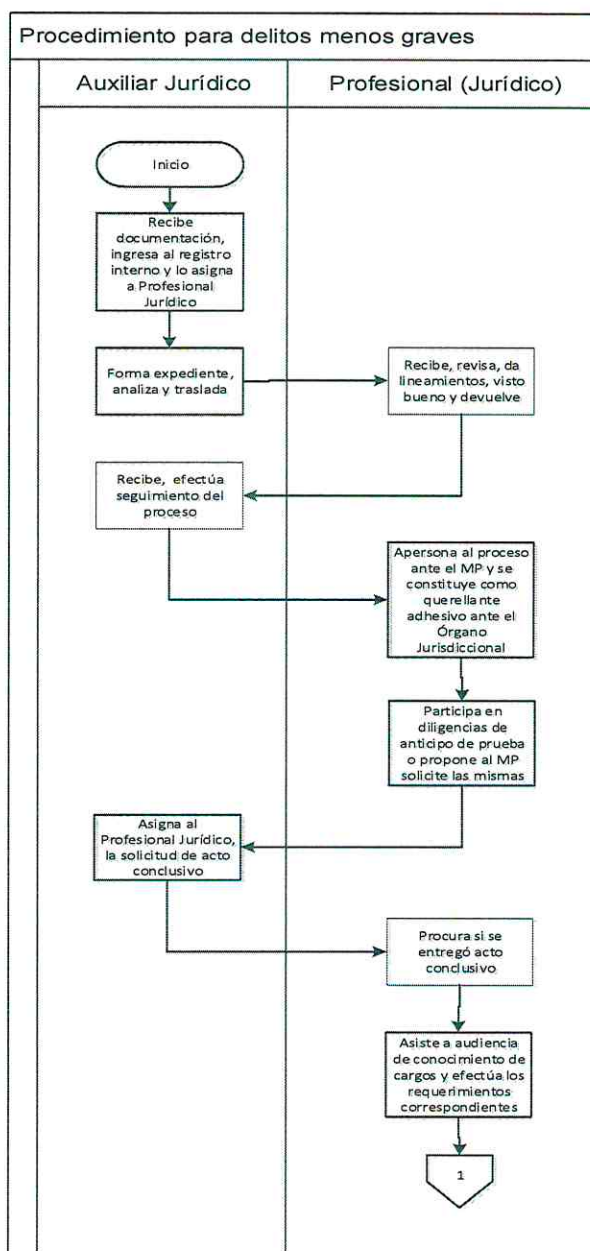 Procedimiento para delitos menos graves
Auxiliar Jurídico
Profesional (Jurídico)
Inicio
Recibe
documentación,
ingresa al registro
interno y lo asigna
a Profesional
Jurídico
Forma expediente,
analiza y traslada
Recibe, revisa, da
lineamientos, visto
bueno y devuelve
Recibe, efectúa
seguimiento del
proceso
Apersona al proceso
ante el MP y se
constituye como
querellante
adhesivo ante el
Órgano
Jurisdiccional
Participa en
diligencias de
anticipo de prueba
o propone al MP
solicite las mismas
Asigna al
Profesional Jurídico,
la solicitud de acto
conclusivo
Procura si se
entregó acto
conclusivo
Asiste a audiencia
de conocimiento de
cargos y efectúa los
requerimientos
correspondientes
1